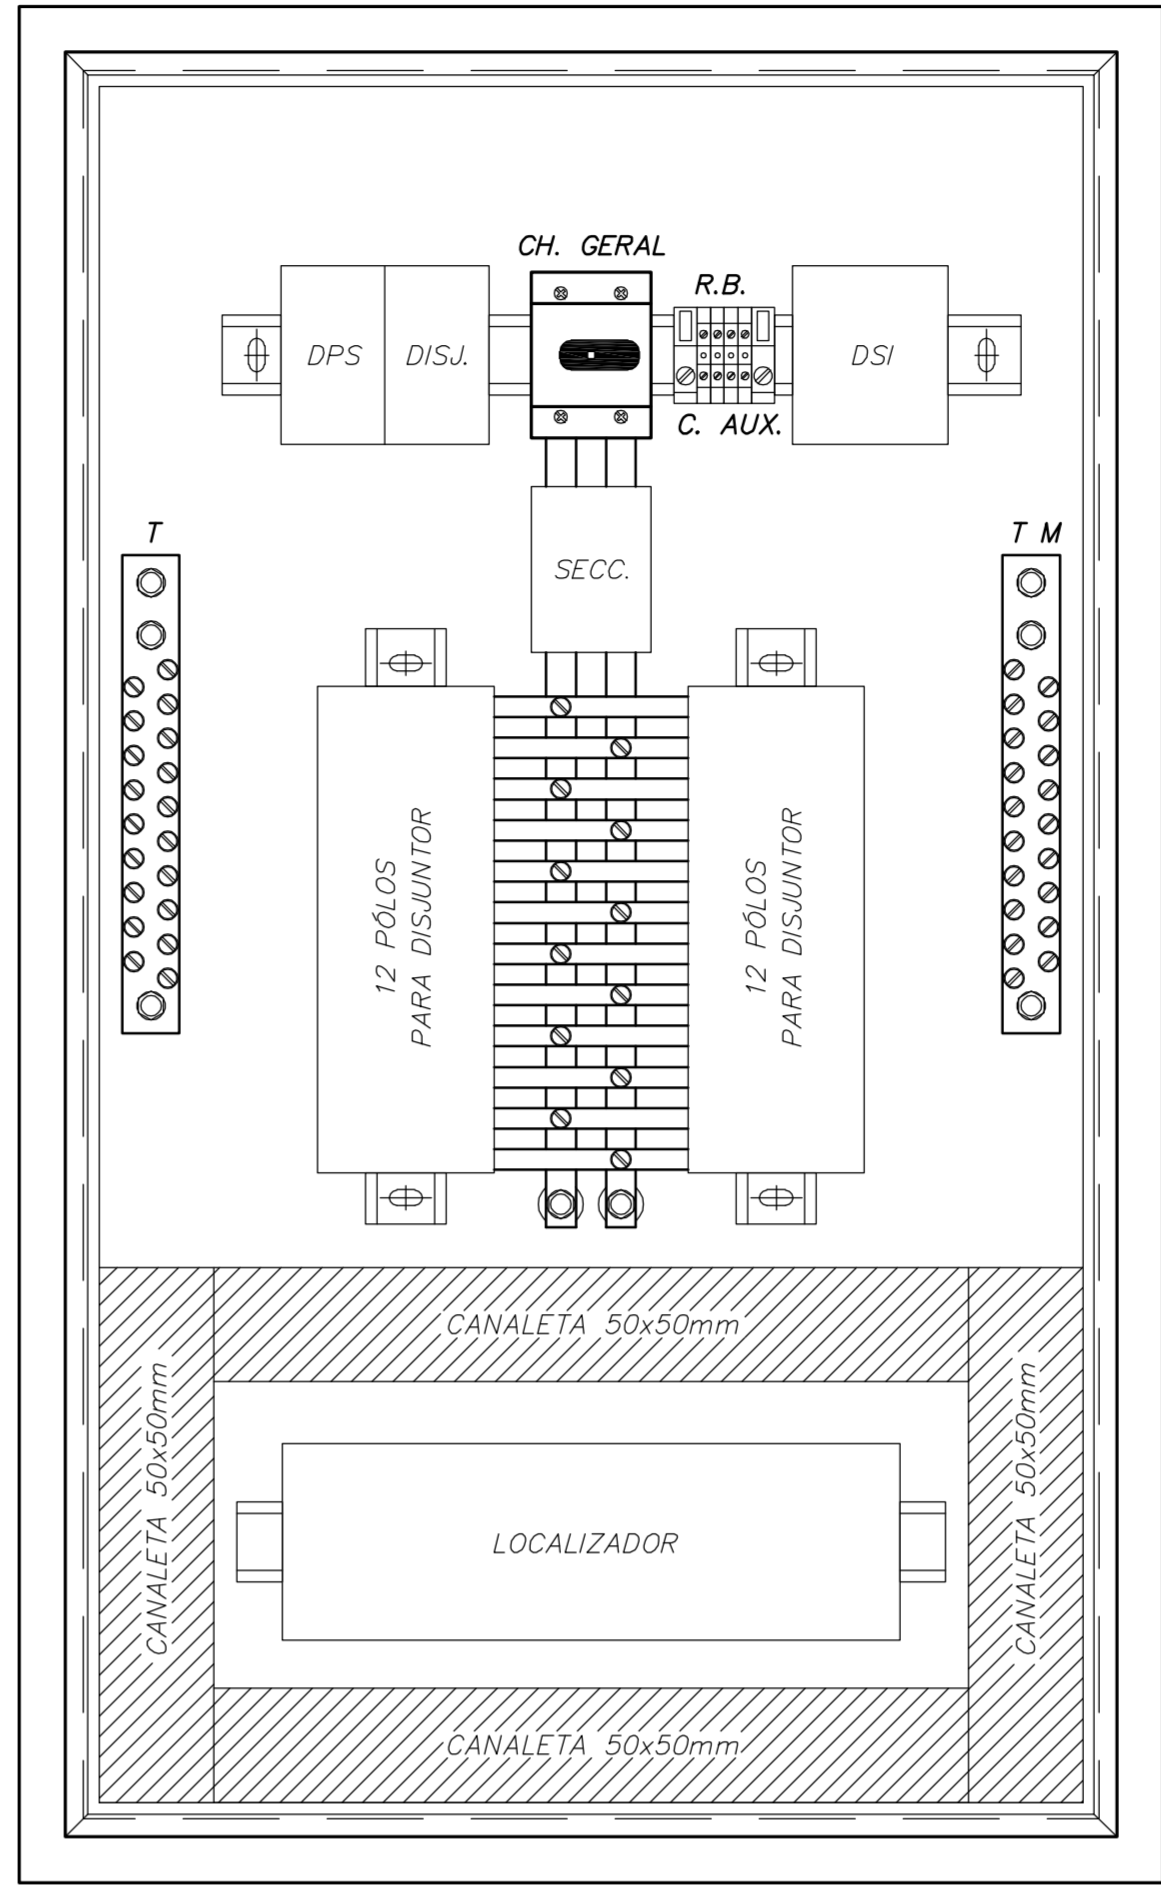 CH. GERAL
R.B.
DPS
DISJ.
DSI
C. AUX.
T
T M
SECC.
12 PÓLOS
PARA DISJUNTOR
12 PÓLOS
PARA DISJUNTOR
CANALETA 50x50mm
CANALETA 50x50mm
CANALETA 50x50mm
LOCALIZADOR
CANALETA 50x50mm